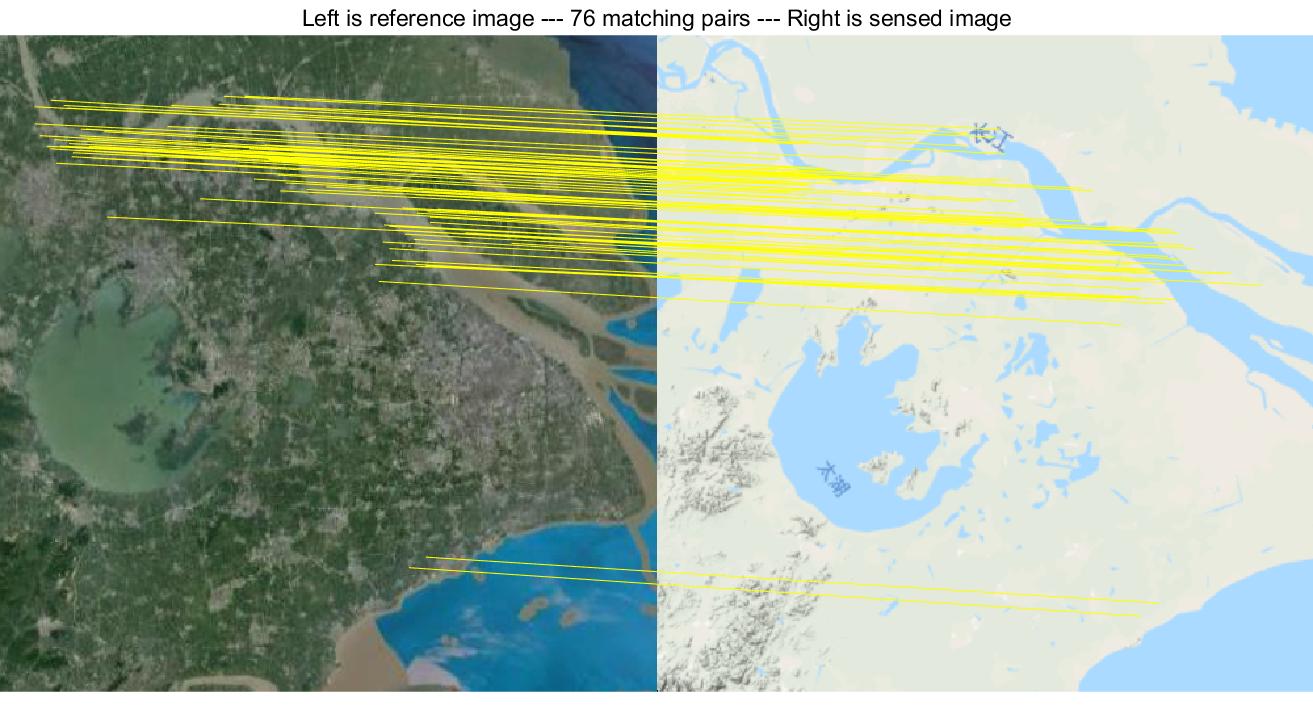 Left is reference image --- 76 matching pairs --- Right is sensed image
长江
太湖